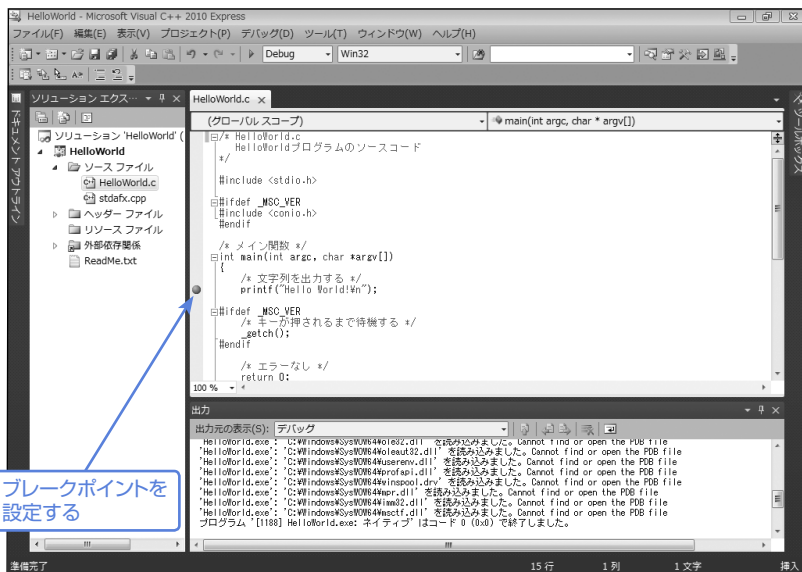 HelloWorld - Microsoft Visual C++ 2010 Express
ファイル(F) 編集(E) 表示(V) プロジェクト(P) デバッグ(D) ツール(T) ウィンドウ(W) ヘルプ(H)
Debug Win32
ソリューション エクス…
ドキュメント アウトライン
ソリューション 'HelloWorld' (
HelloWorld
ソース ファイル
HelloWorld.c
stdafx.cpp
ヘッダー ファイル
リソース ファイル
外部依存関係
ReadMe.txt
HelloWorld.c ×
(グローバル スコープ) main(int argc, char * argv[])
/* HelloWorld.c
HelloWorldプログラムのソースコード
*/
#include <stdio.h>
#ifdef _MSC_VER
#include <conio.h>
#endif
/* メイン関数 */
int main(int argc, char *argv[])
{
/* 文字列を出力する */
printf("Hello World!¥n");
#ifdef _MSC_VER
/* キーが押されるまで待機する */
_getch();
#endif
/* エラーなし */
return 0;
100 %
ツールボックス
出力
出力元の表示(S): デバッグ
'HelloWorld.exe': 'C:¥Windows¥SysWOW64¥ole32.dll' を読み込みました。Cannot find or open the PDB file
'HelloWorld.exe': 'C:¥Windows¥SysWOW64¥oleaut32.dll' を読み込みました。Cannot find or open the PDB file
'HelloWorld.exe': 'C:¥Windows¥SysWOW64¥userenv.dll' を読み込みました。Cannot find or open the PDB file
'HelloWorld.exe': 'C:¥Windows¥SysWOW64¥profapi.dll' を読み込みました。Cannot find or open the PDB file
'HelloWorld.exe': 'C:¥Windows¥SysWOW64¥winspool.drv' を読み込みました。Cannot find or open the PDB file
'HelloWorld.exe': 'C:¥Windows¥SysWOW64¥mpr.dll' を読み込みました。Cannot find or open the PDB file
'HelloWorld.exe': 'C:¥Windows¥SysWOW64¥imm32.dll' を読み込みました。Cannot find or open the PDB file
'HelloWorld.exe': 'C:¥Windows¥SysWOW64¥msctf.dll' を読み込みました。Cannot find or open the PDB file
プログラム '[1188] HelloWorld.exe: ネイティブ' はコード 0 (0x0) で終了しました。
ブレークポイントを
設定する
準備完了 15 行 1 列 1 文字 挿入